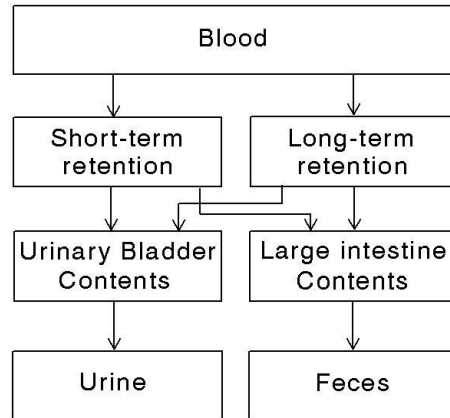 Blood
Short-term
retention
Long-term
retention
Urinary Bladder
Contents
Large intestine
Contents
Urine
Feces